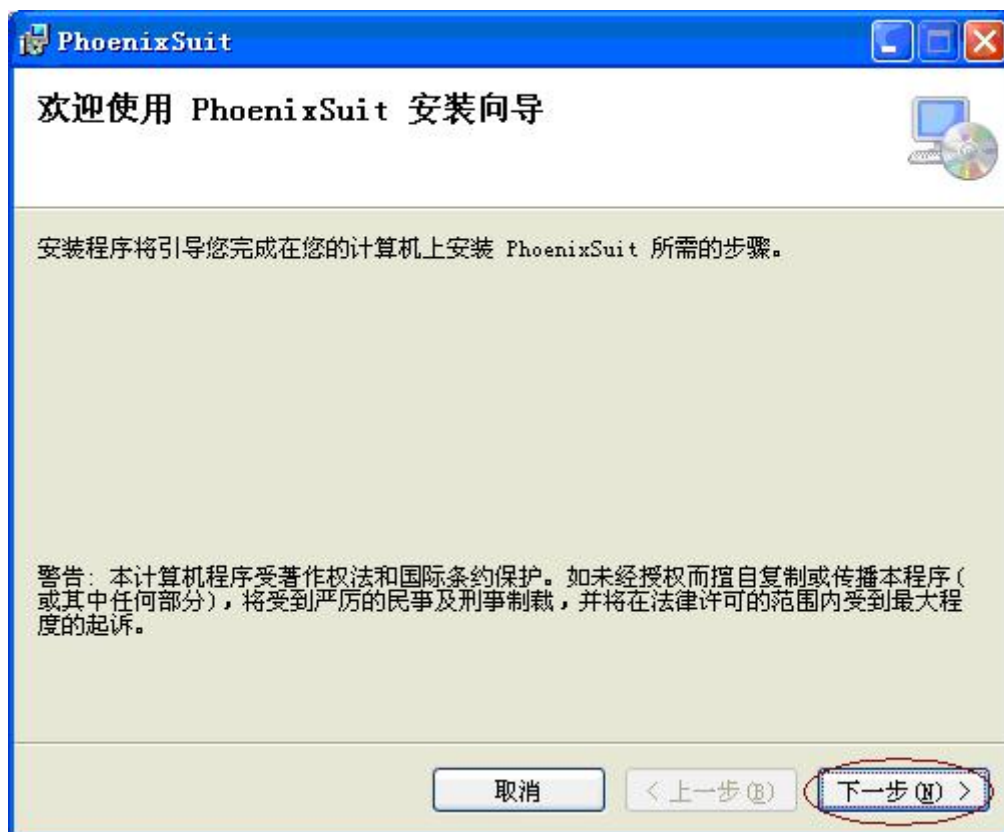 PhoenixSuit
欢迎使用 PhoenixSuit 安装向导
安装程序将引导您完成在您的计算机上安装 PhoenixSuit 所需的步骤。
警告: 本计算机程序受著作权法和国际条约保护。如未经授权而擅自复制或传播本程序(
或其中任何部分)，将受到严厉的民事及刑事制裁，并将在法律许可的范围内受到最大程
度的起诉。
取消 < 上一步(B) 下一步(N) >